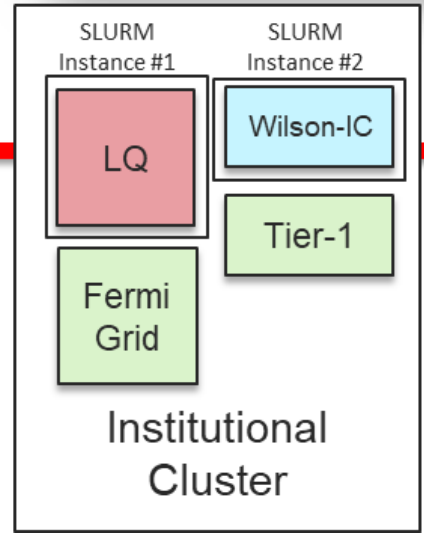 SLURM
Instance #1
SLURM
Instance #2
LQ
Wilson-IC
Tier-1
Fermi
Grid
Institutional
Cluster